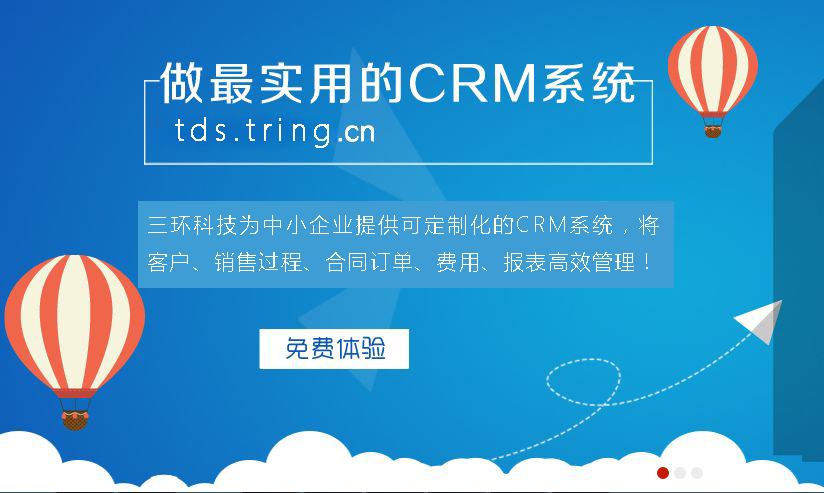 做最实用的CRM系统
tds.tring.cn
三环科技为中小企业提供可定制化的CRM系统，将
客户、销售过程、合同订单、费用、报表高效管理！
免费体验